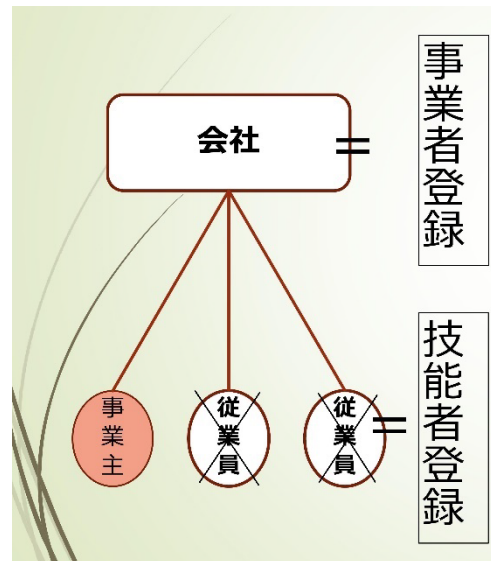 事業者登録
会社
=
技能者登録
事業主
従業員
従業員
=